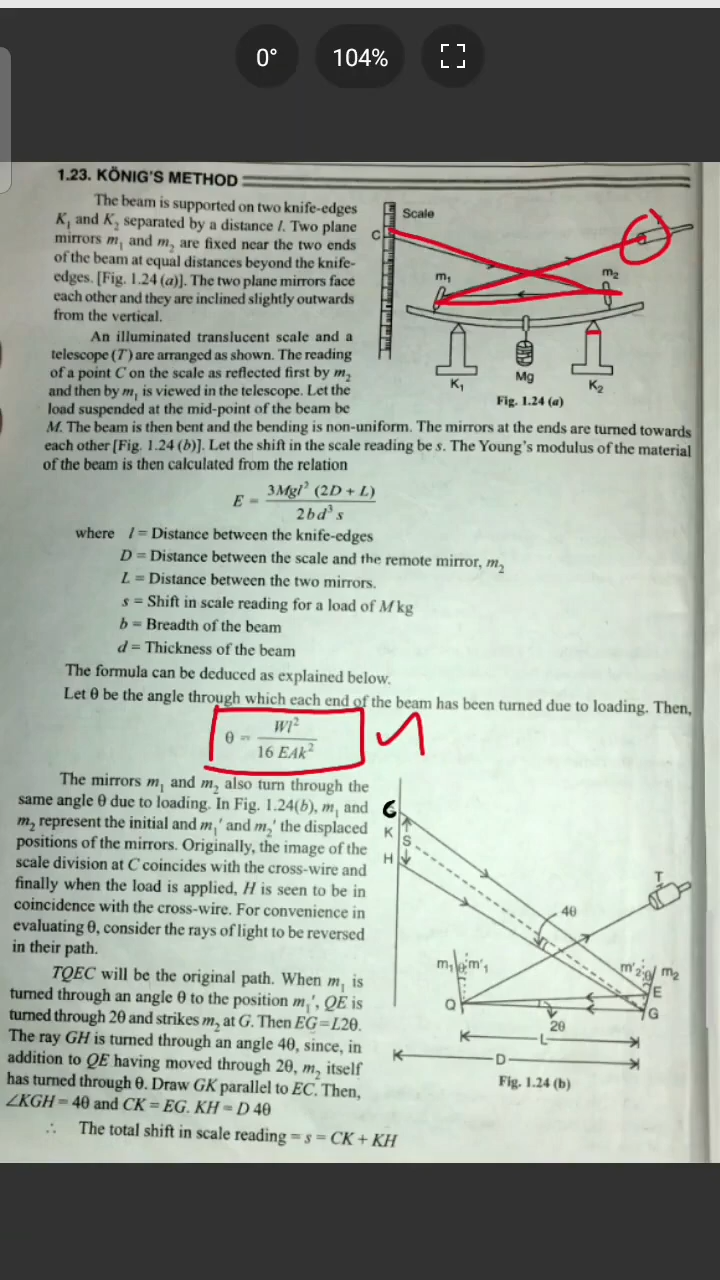 0°
104%
1.23. KÖNIG'S METHOD
The beam is supported on two knife-edges
K₁ and K₂ separated by a distance l. Two plane
mirrors m₁ and m₂ are fixed near the two ends
of the beam at equal distances beyond the knife-
edges. [Fig. 1.24 (a)]. The two plane mirrors face
each other and they are inclined slightly outwards
from the vertical.
An illuminated translucent scale and a
telescope (T) are arranged as shown. The reading
of a point C on the scale as reflected first by m₂
and then by m₁ is viewed in the telescope. Let the
load suspended at the mid-point of the beam be
Scale
C
m₁
m₂
K₁
Mg
K₂
Fig. 1.24 (a)
M. The beam is then bent and the bending is non-uniform. The mirrors at the ends are turned towards
each other [Fig. 1.24 (b)]. Let the shift in the scale reading be s. The Young's modulus of the material
of the beam is then calculated from the relation
E = 3Mgl² (2D + L) / 2bd³ s
where l = Distance between the knife-edges
D = Distance between the scale and the remote mirror, m₂
L = Distance between the two mirrors.
s = Shift in scale reading for a load of M kg
b = Breadth of the beam
d = Thickness of the beam
The formula can be deduced as explained below.
Let θ be the angle through which each end of the beam has been turned due to loading. Then,
θ = Wl² / 16 EAk²
The mirrors m₁ and m₂ also turn through the
same angle θ due to loading. In Fig. 1.24(b), m₁ and
m₂ represent the initial and m₁′ and m₂′ the displaced
positions of the mirrors. Originally, the image of the
scale division at C coincides with the cross-wire and
finally when the load is applied, H is seen to be in
coincidence with the cross-wire. For convenience in
evaluating θ, consider the rays of light to be reversed
in their path.
TQEC will be the original path. When m₁ is
turned through an angle θ to the position m₁′, QE is
turned through 2θ and strikes m₂ at G. Then EG=L2θ.
The ray GH is turned through an angle 4θ, since, in
addition to QE having moved through 2θ, m₂ itself
has turned through θ. Draw GK parallel to EC. Then,
∠KGH = 4θ and CK = EG. KH = D 4θ
∴ The total shift in scale reading = s = CK + KH
C
K
S
H
T
4θ
m₁
θ
m′₁
m′₂
θ
m₂
Q
E
G
2θ
L
D
Fig. 1.24 (b)